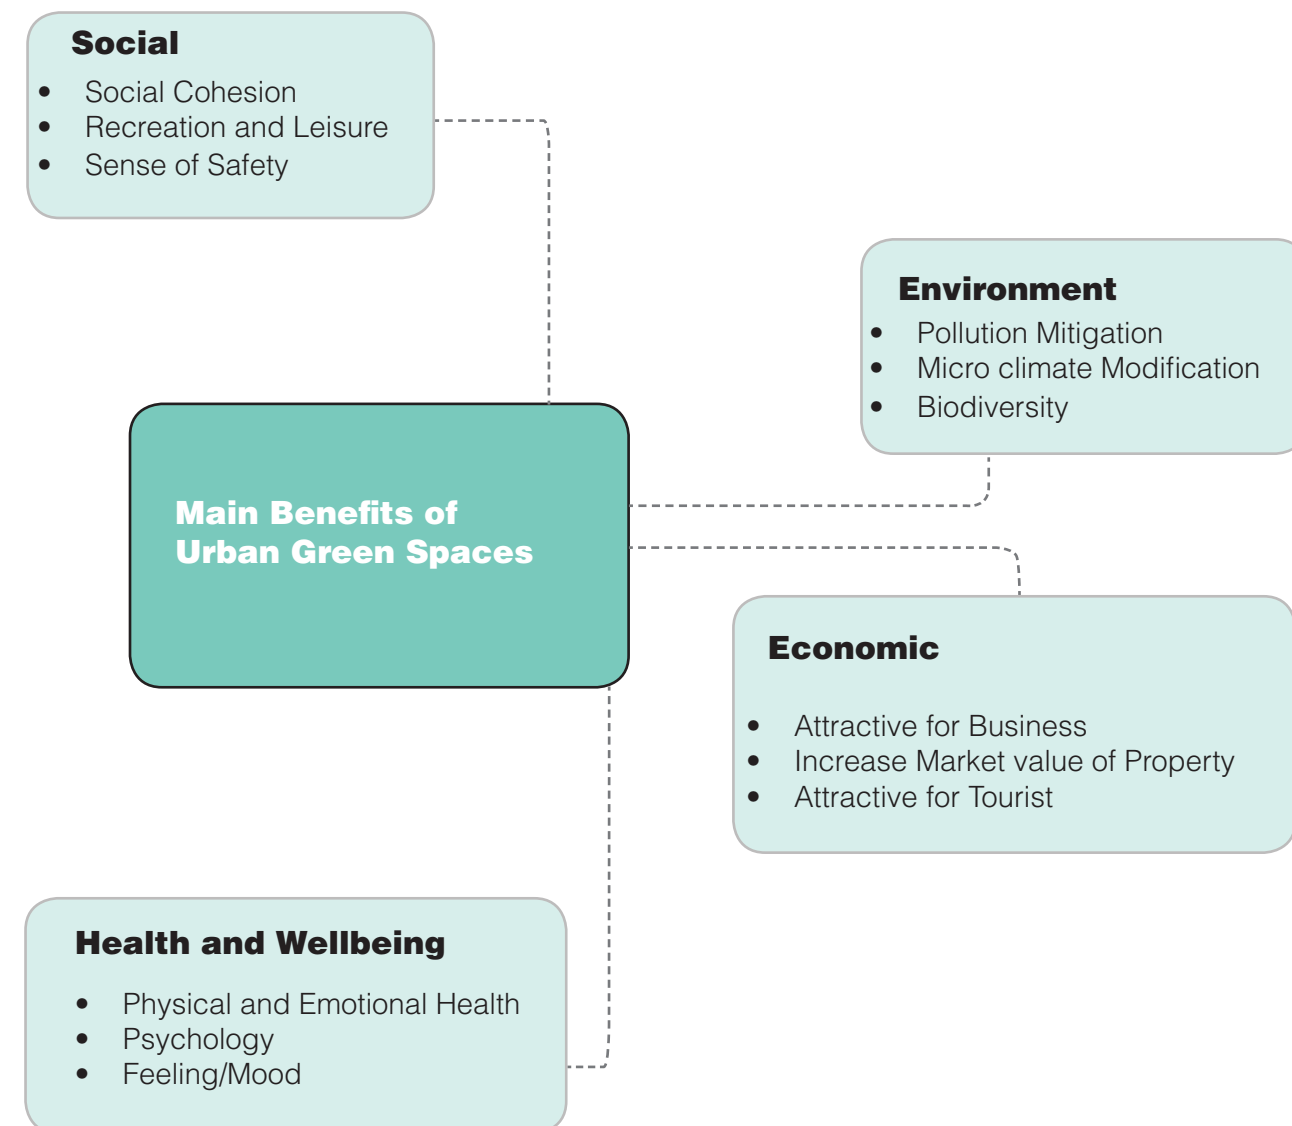 Social
• Social Cohesion
• Recreation and Leisure
• Sense of Safety
Environment
• Pollution Mitigation
• Micro climate Modification
• Biodiversity
Main Benefits of
Urban Green Spaces
Economic
• Attractive for Business
• Increase Market value of Property
• Attractive for Tourist
Health and Wellbeing
• Physical and Emotional Health
• Psychology
• Feeling/Mood